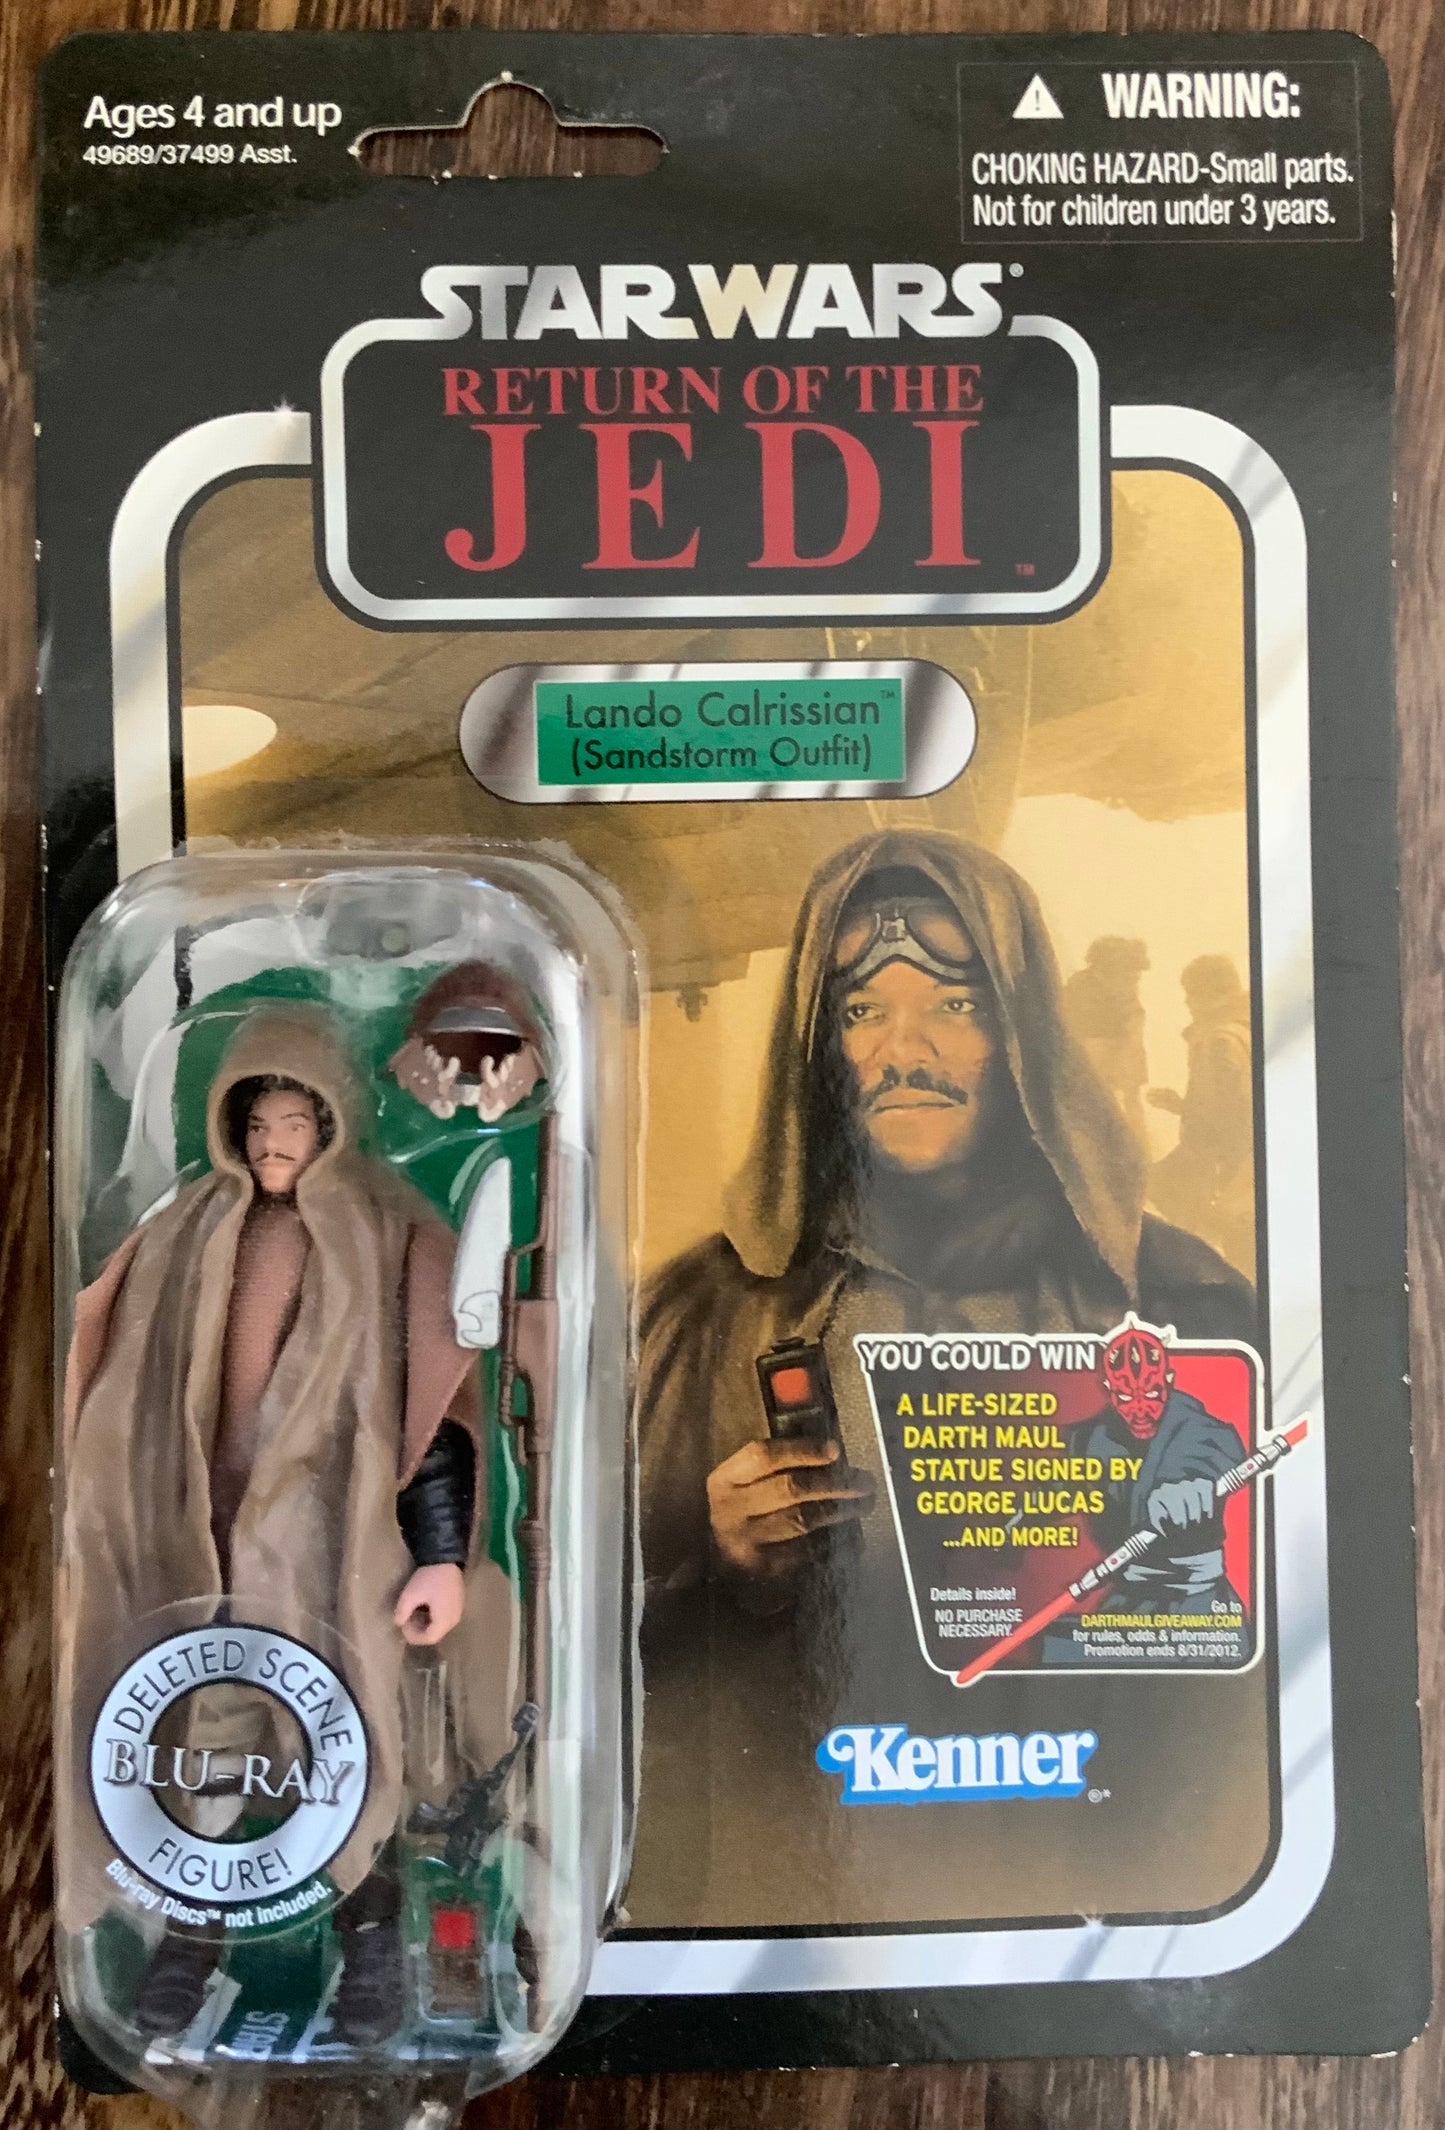 Ages 4 and up
49689/37499 Asst.
WARNING:
CHOKING HAZARD-Small parts.
Not for children under 3 years.
STAR WARS®
RETURN OF THE
JEDI™
Lando Calrissian™
(Sandstorm Outfit)
YOU COULD WIN
A LIFE-SIZED
DARTH MAUL
STATUE SIGNED BY
GEORGE LUCAS
...AND MORE!
Details inside!
NO PURCHASE
NECESSARY.
Go to
DARTHMAULGIVEAWAY.COM
for rules, odds & information.
Promotion ends 8/31/2012.
Kenner®*
DELETED SCENE
BLU-RAY
FIGURE!
Blu-ray Discs™ not included.